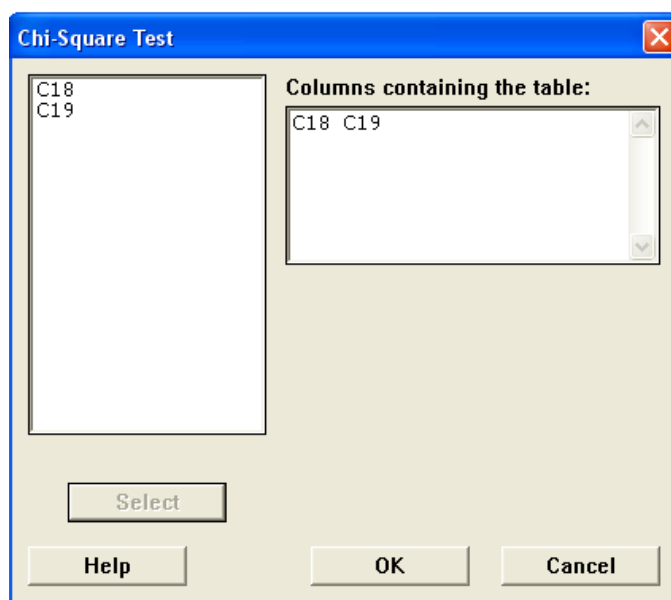 Chi-Square Test
C18
C19
Columns containing the table:
C18 C19
Select
Help
OK
Cancel